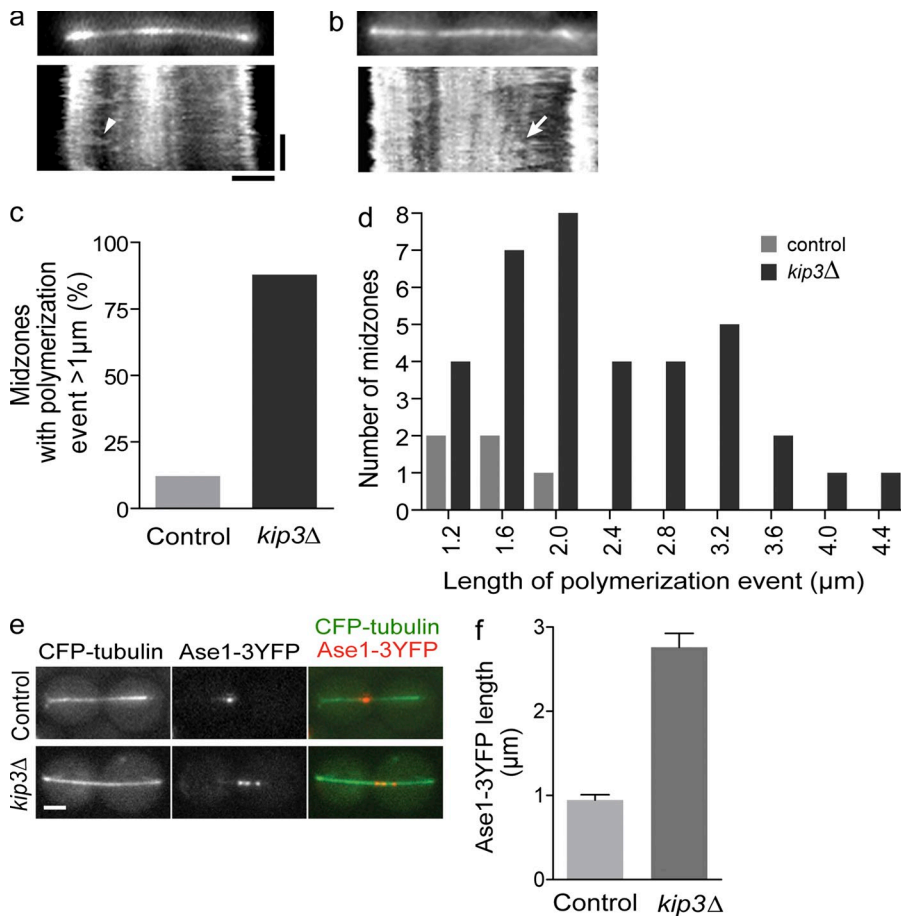 a
b
c
Midzones
with polymerization
event >1µm (%)
100
75
50
25
0
Control
kip3Δ
d
Number of midzones
8
7
5
4
2
1
0
control
kip3Δ
1.2
1.6
2.0
2.4
2.8
3.2
3.6
4.0
4.4
Length of polymerization event (µm)
e
CFP-tubulin
Ase1-3YFP
CFP-tubulin
Ase1-3YFP
Control
kip3Δ
f
Ase1-3YFP length
(µm)
3
2
1
0
Control
kip3Δ